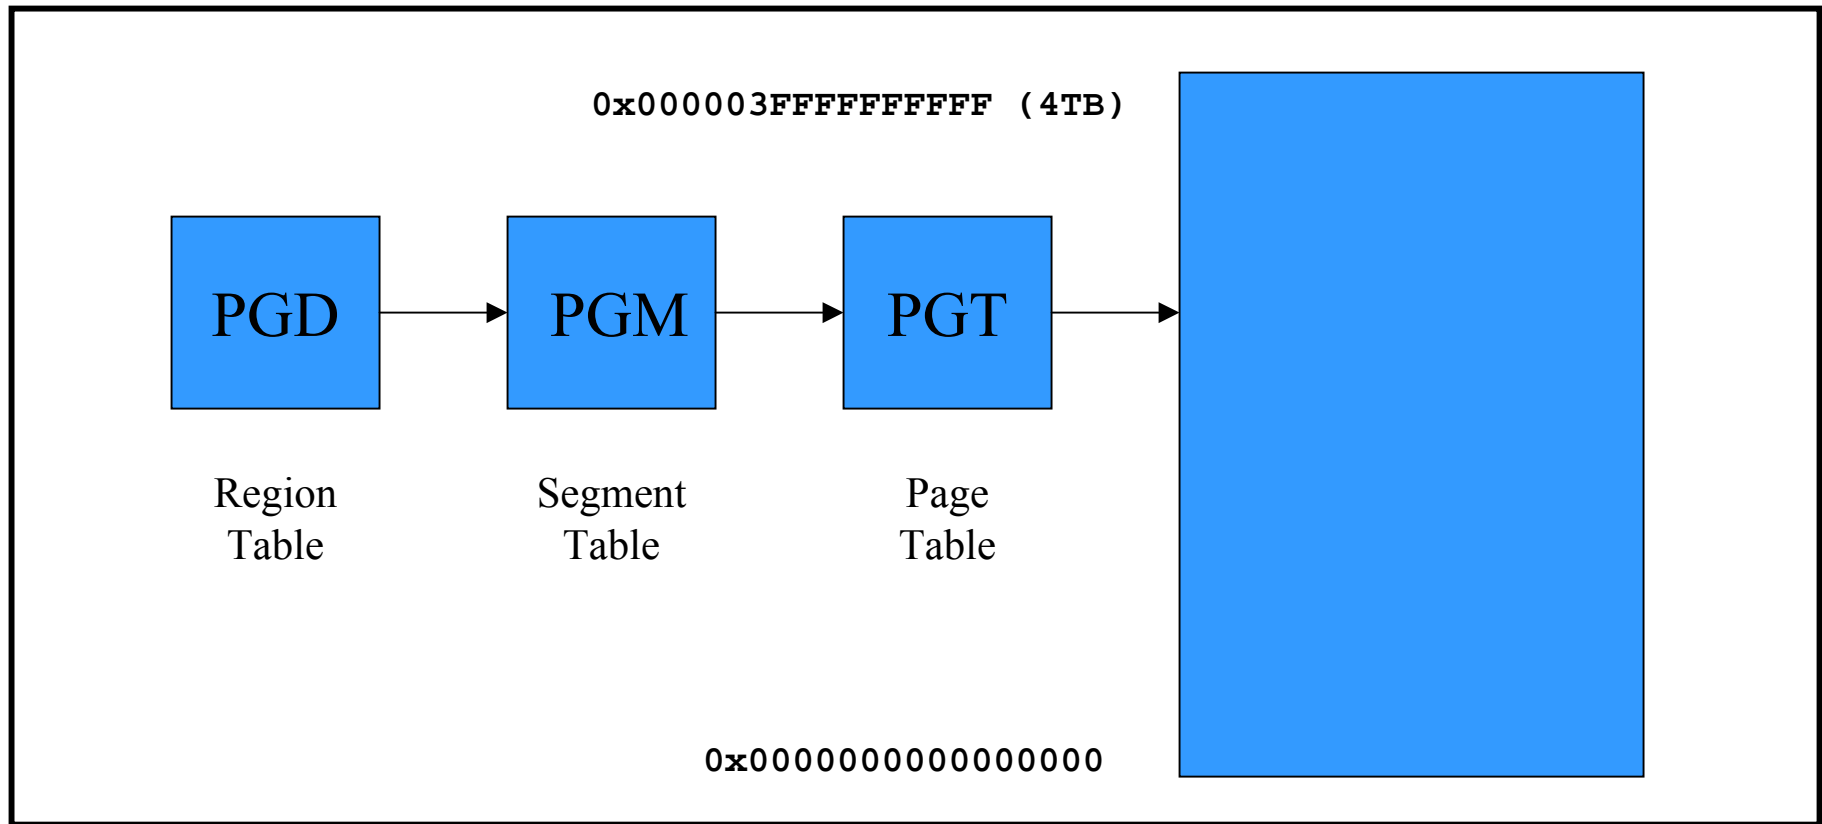 0x000003FFFFFFFFFF (4TB)
PGD
PGM
PGT
Region
Table
Segment
Table
Page
Table
0x0000000000000000